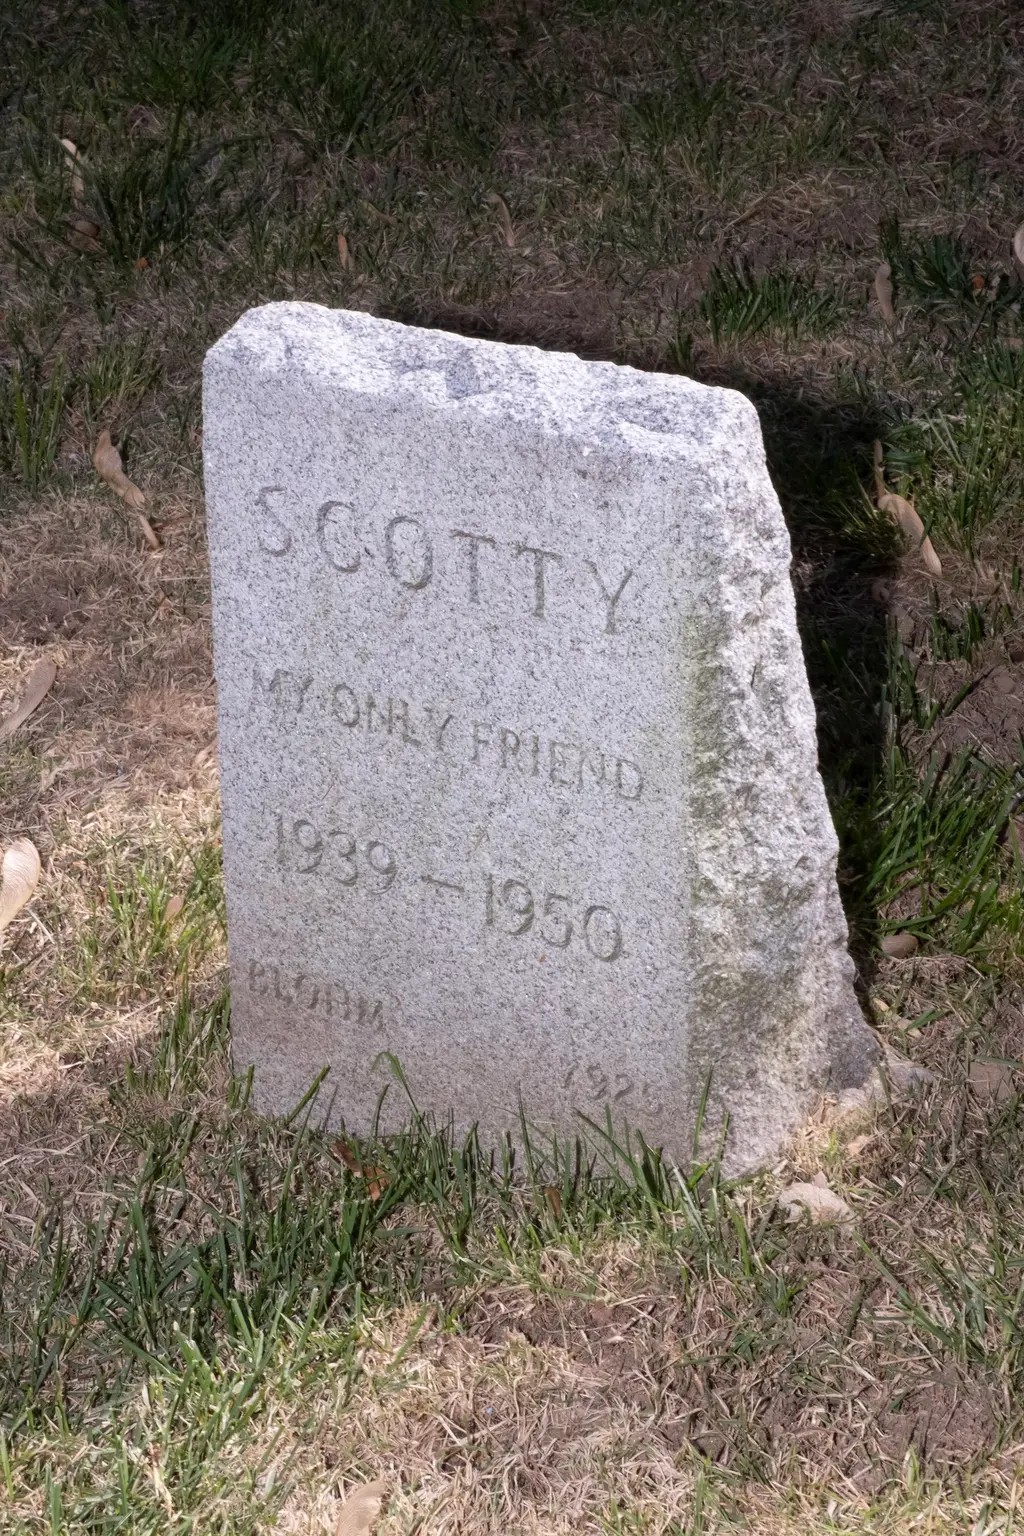 SCOTTY
MY ONLY FRIEND
1939 – 1950